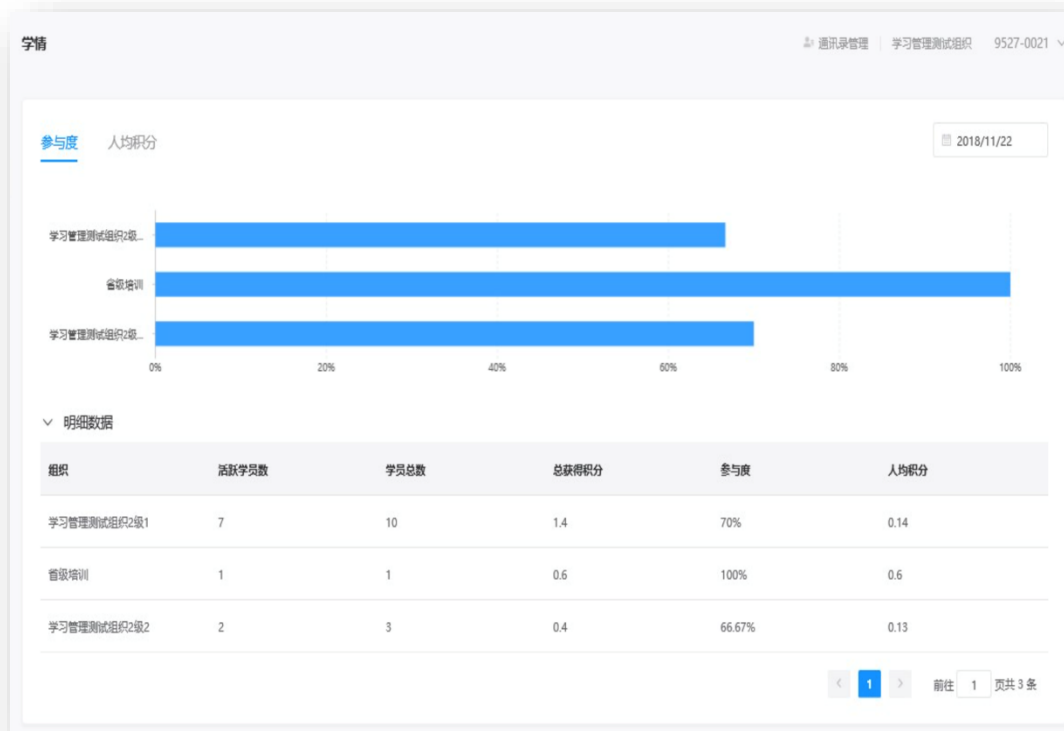 学情 通讯录管理 学习管理测试组织 9527-0021
参与度 人均积分 2018/11/22
学习管理测试组织2级...
省级培训
学习管理测试组织2级...
0% 20% 40% 60% 80% 100%
明细数据
组织 活跃学员数 学员总数 总获得积分 参与度 人均积分
学习管理测试组织2级1 7 10 1.4 70% 0.14
省级培训 1 1 0.6 100% 0.6
学习管理测试组织2级2 2 3 0.4 66.67% 0.13
1 前往 1 页共 3 条